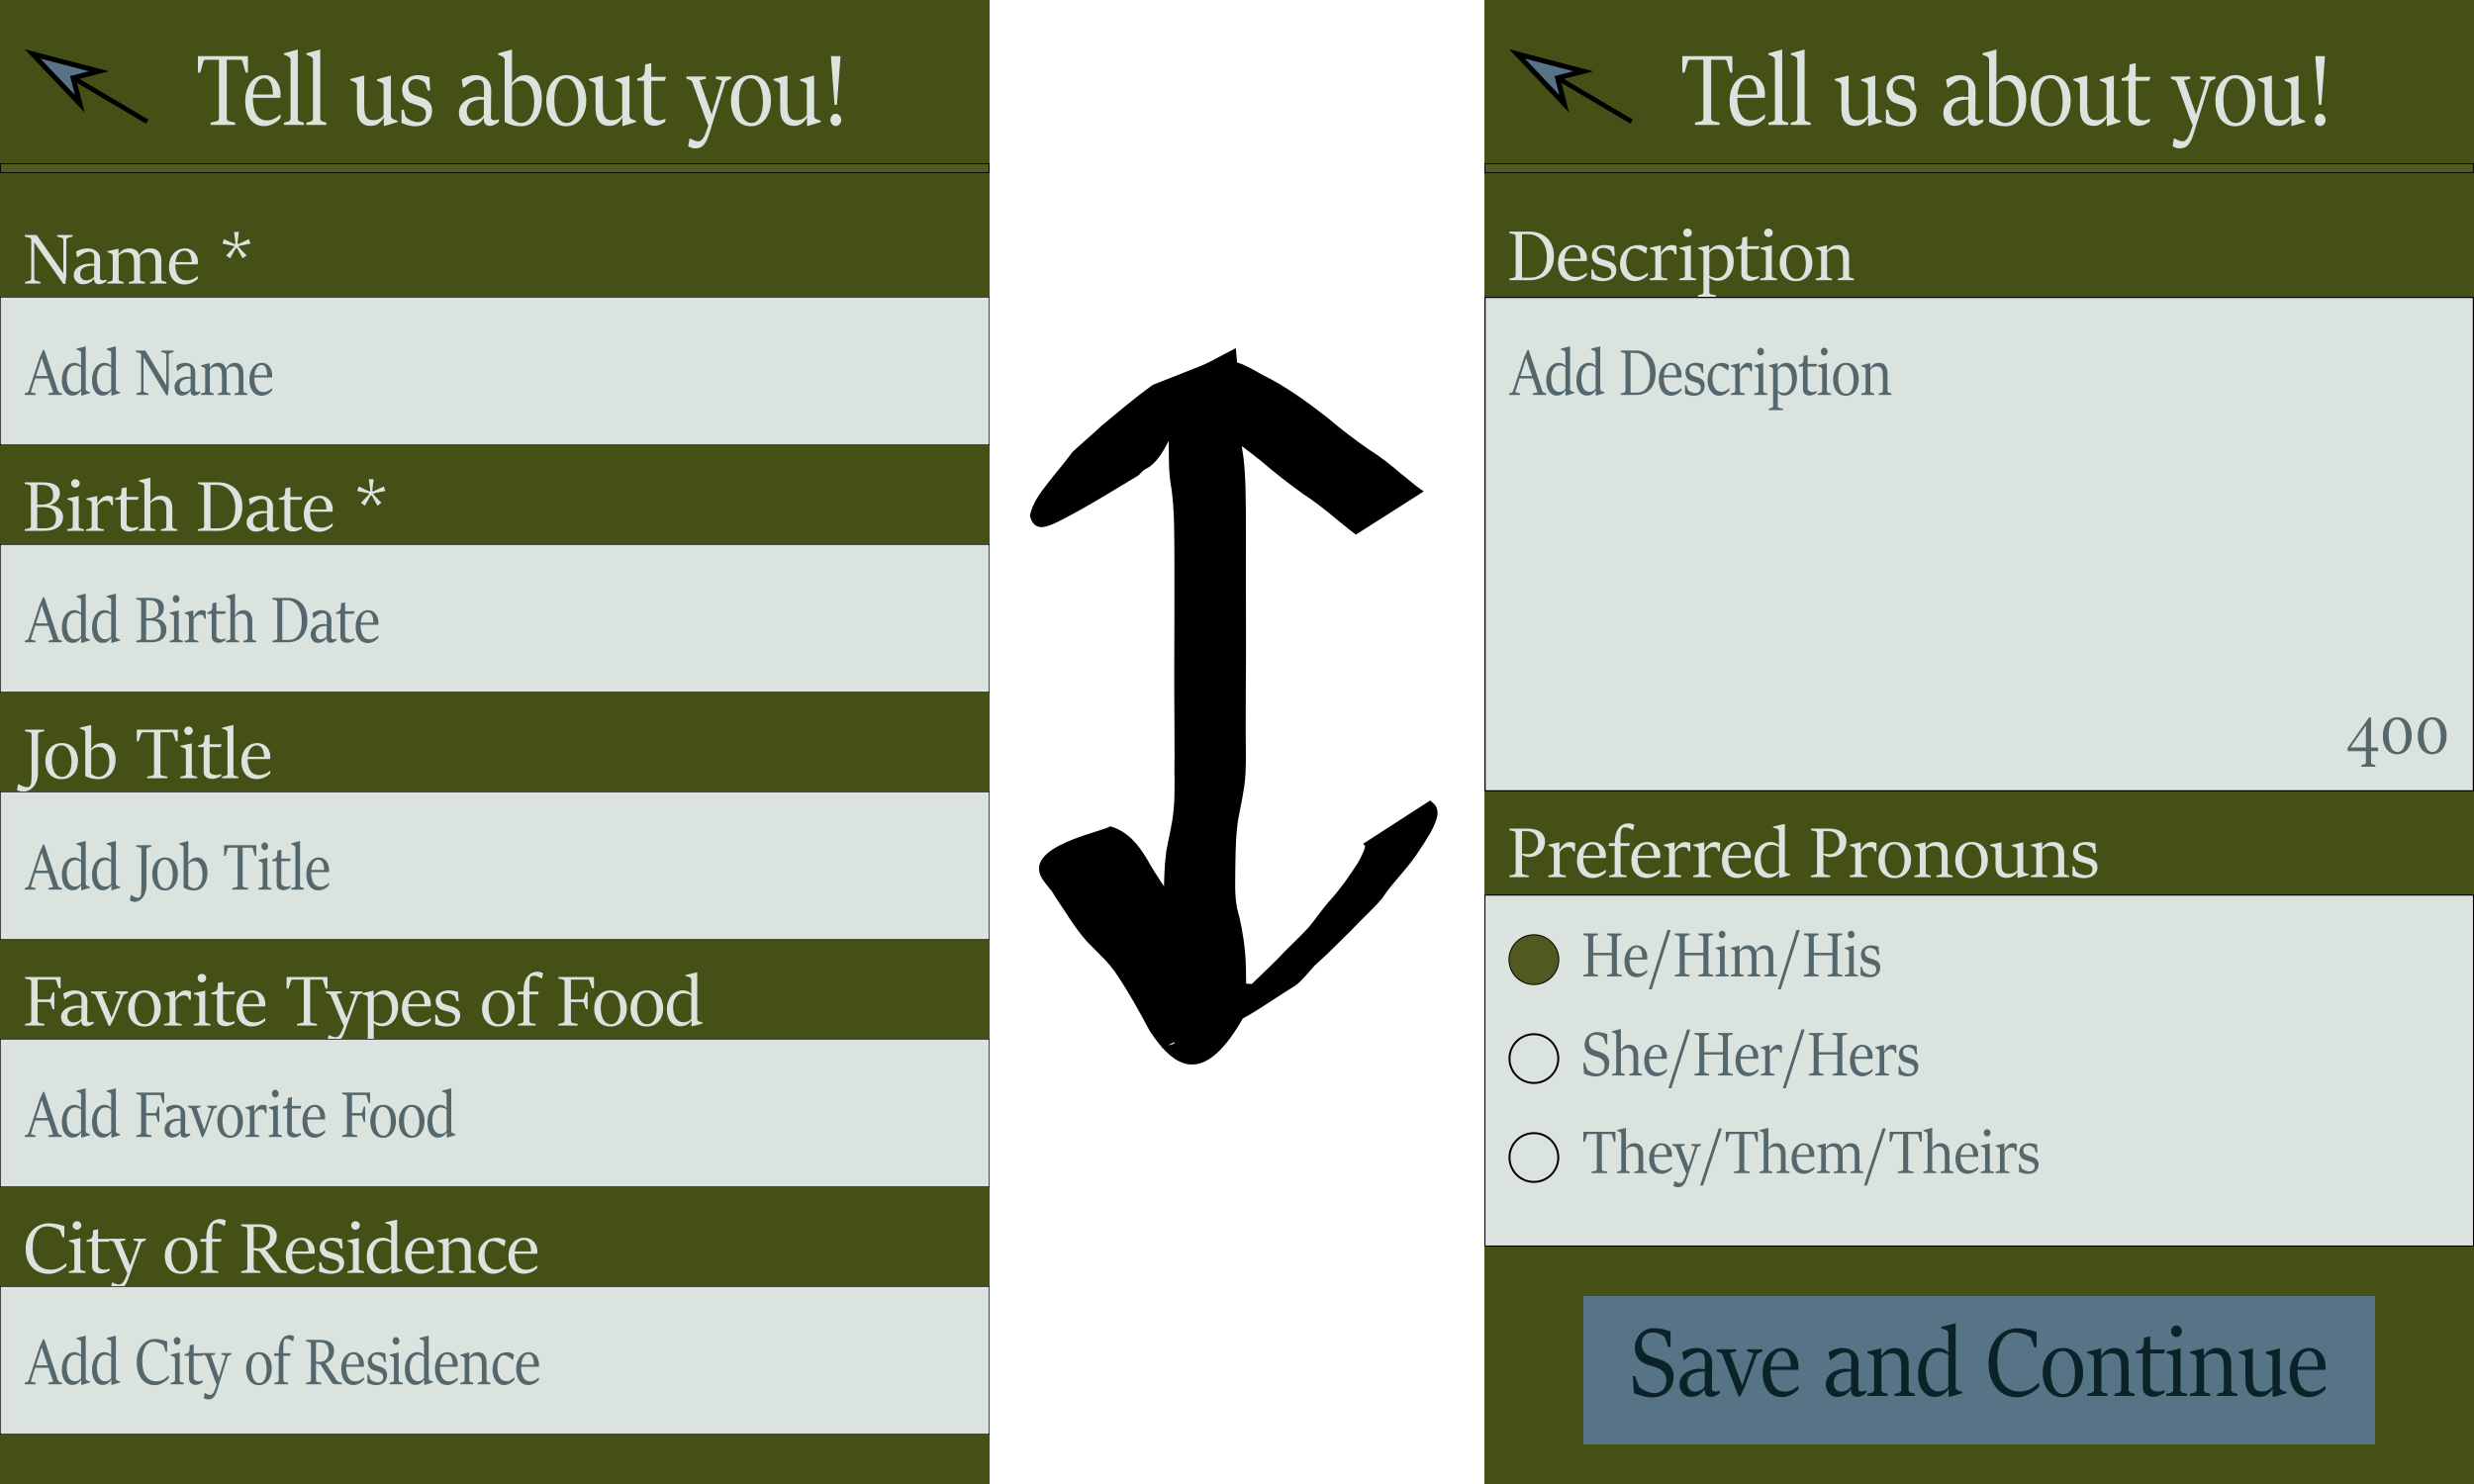 Tell us about you!
Name *
Add Name
Birth Date *
Add Birth Date
Job Title
Add Job Title
Favorite Types of Food
Add Favorite Food
City of Residence
Add City of Residence
Tell us about you!
Description
Add Description
400
Preferred Pronouns
He/Him/His
She/Her/Hers
They/Them/Theirs
Save and Continue